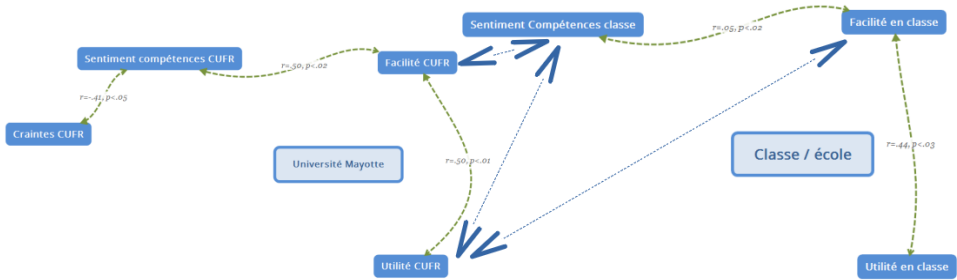 Sentiment Compétences classe
Facilité en classe
r=.05, p<.02
Sentiment compétences CUFR
r=.50, p<.02
Facilité CUFR
r=-.41, p<.05
Craintes CUFR
Université Mayotte
r=.50, p<.01
Classe / école
r=.44, p<.03
Utilité CUFR
Utilité en classe